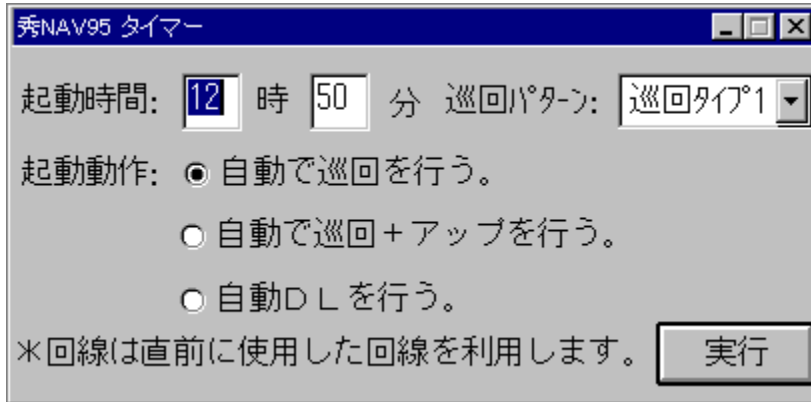 秀NAV95 タイマー
起動時間: 12 時 50 分 巡回ﾊﾟﾀｰﾝ: 巡回ﾀｲﾌﾟ1
起動動作: 自動で巡回を行う。
自動で巡回＋アップを行う。
自動ＤＬを行う。
＊回線は直前に使用した回線を利用します。 実行